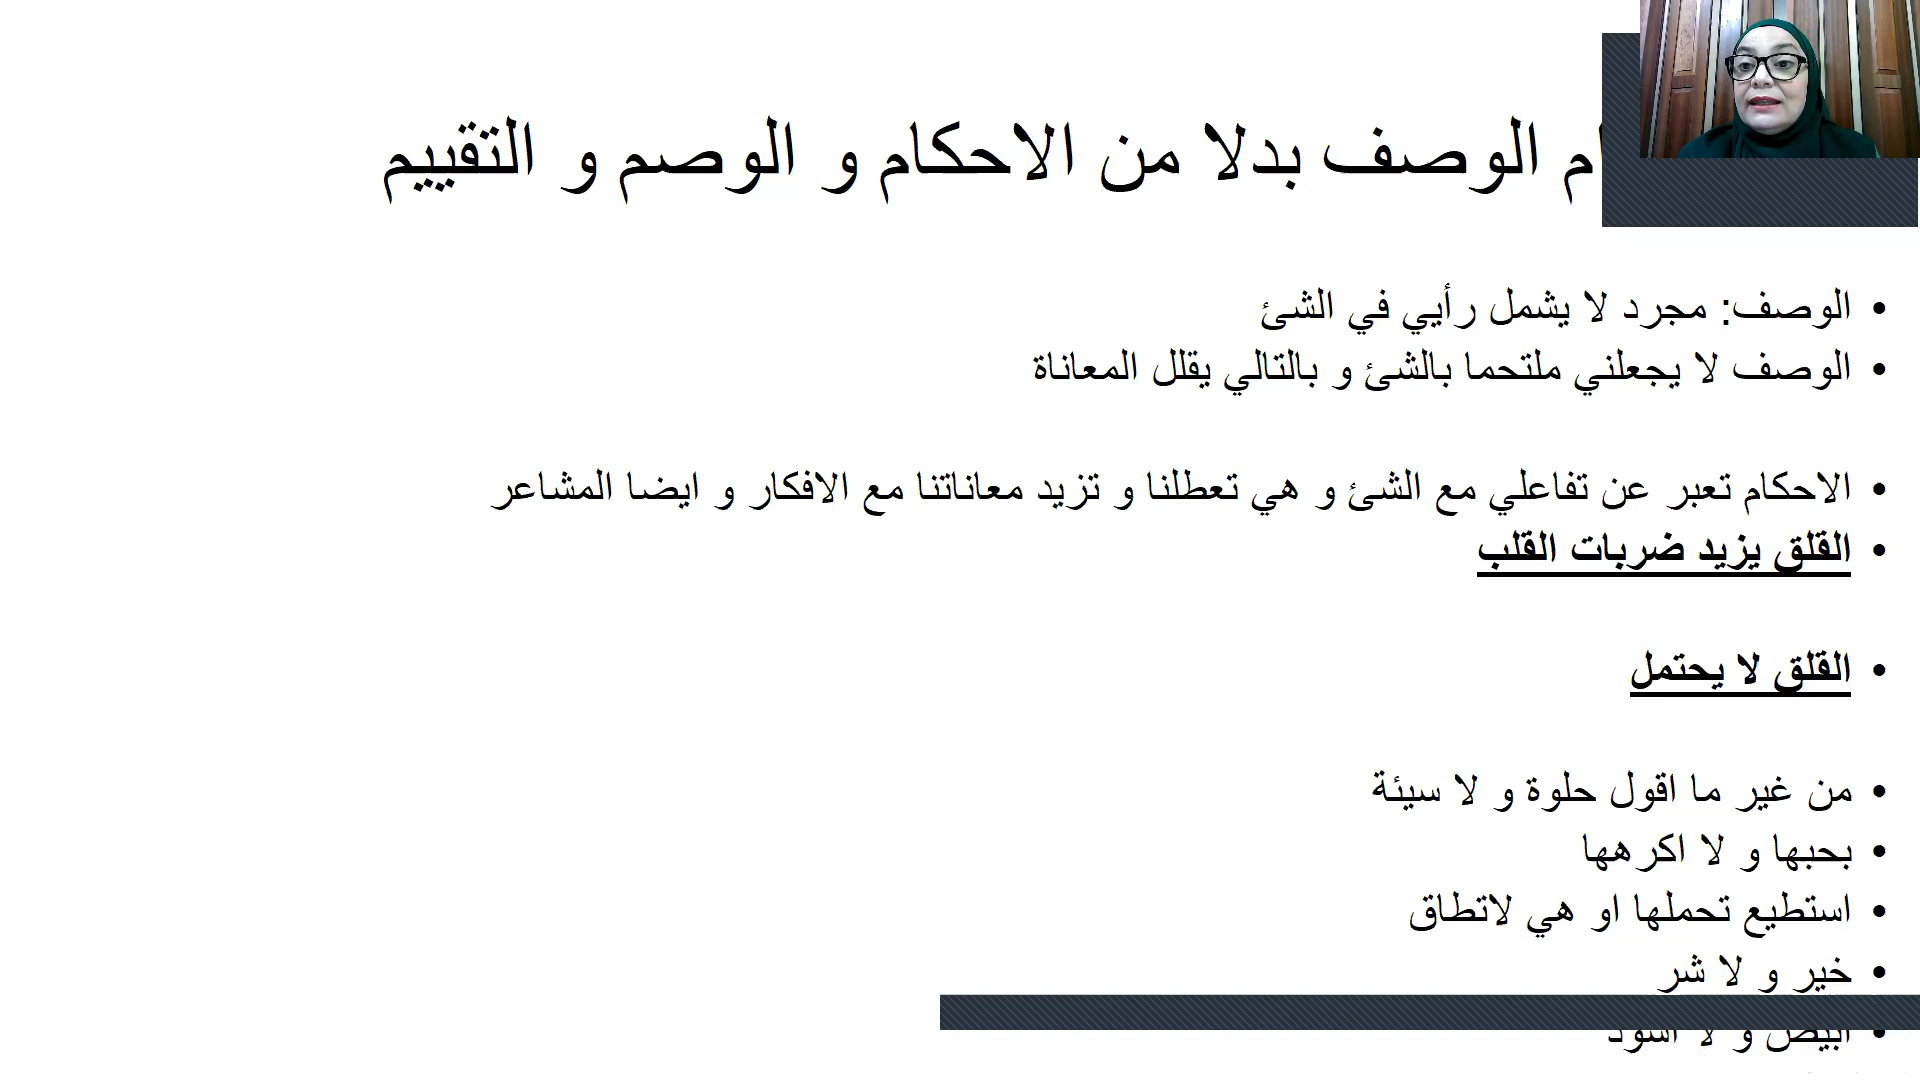 الوصف بدلا من الاحكام و الوصم و التقييم
الوصف: مجرد لا يشمل رأيي في الشئ
الوصف لا يجعلني ملتحما بالشئ و بالتالي يقلل المعاناة
الاحكام تعبر عن تفاعلي مع الشئ و هي تعطلنا و تزيد معاناتنا مع الافكار و ايضا المشاعر
القلق يزيد ضربات القلب
القلق لا يحتمل
من غير ما اقول حلوة و لا سيئة
بحبها و لا اكرهها
استطيع تحملها او هي لاتطاق
خير و لا شر
ابيض و لا اسود